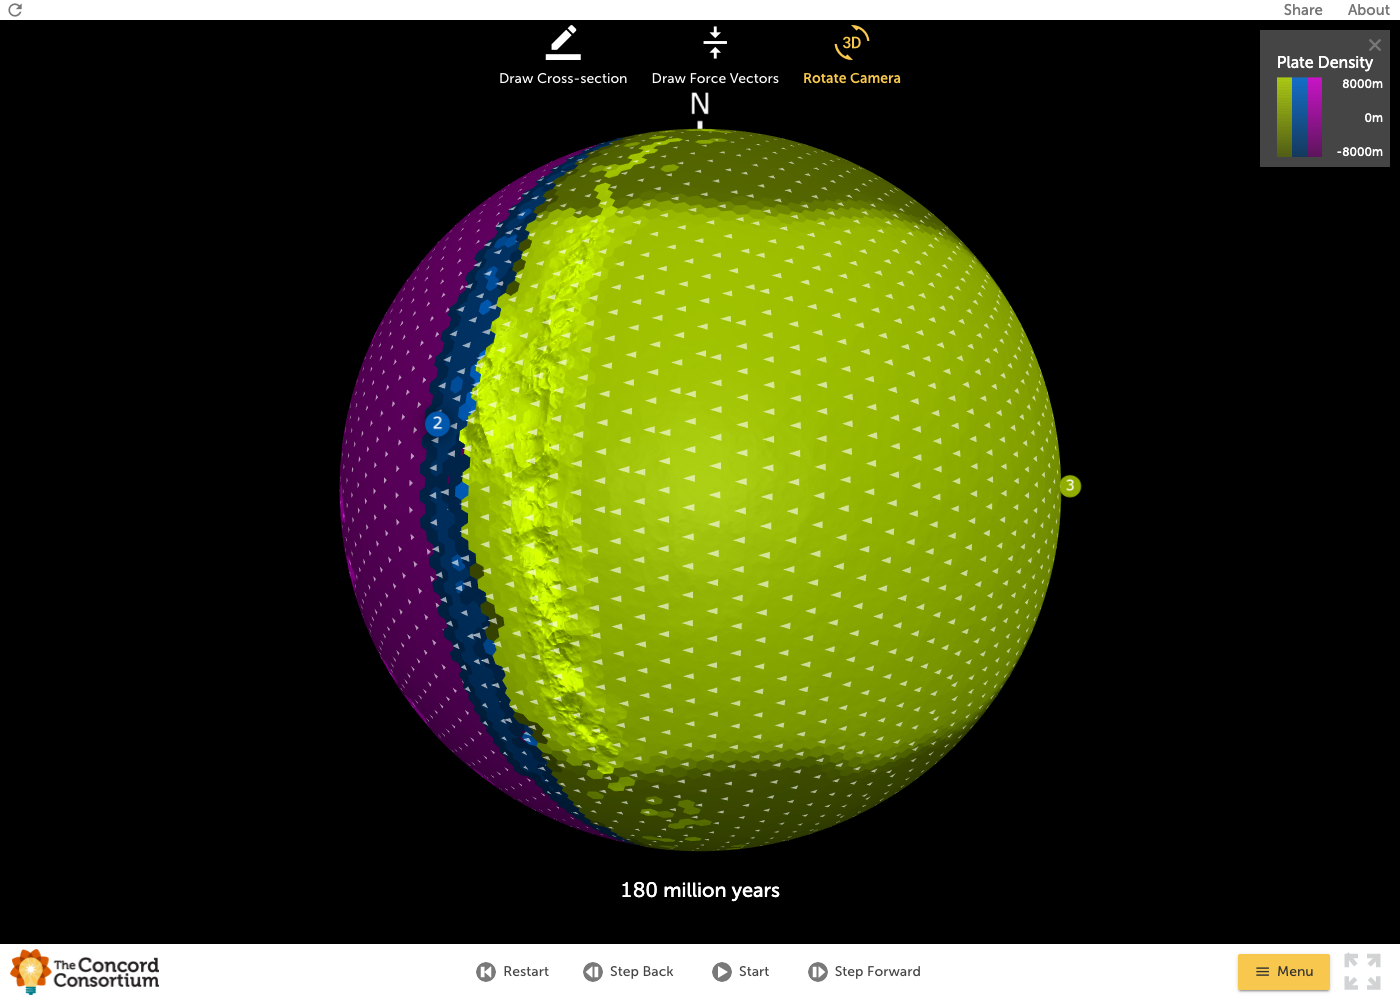 Share About
Draw Cross-section Draw Force Vectors 3D Rotate Camera
Plate Density
8000m
0m
-8000m
N
2
3
180 million years
The Concord
Consortium
Restart Step Back Start Step Forward Menu